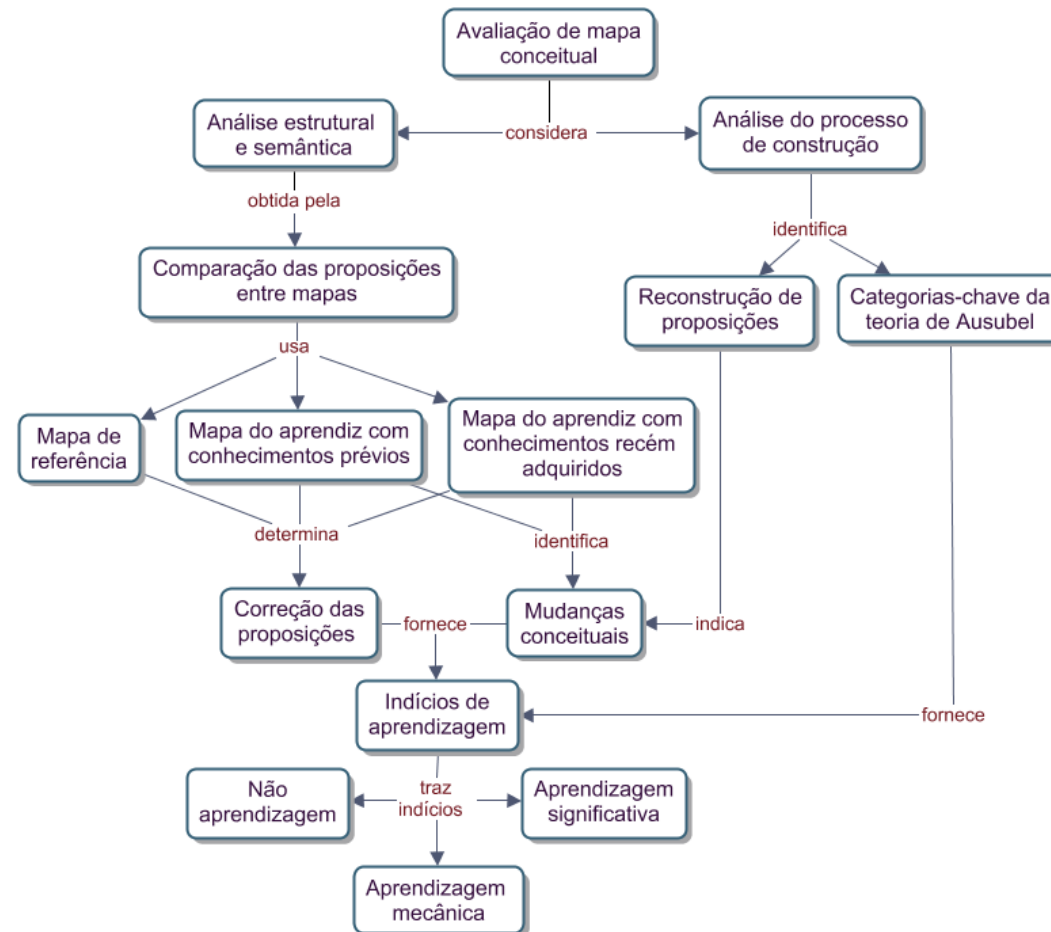 Avaliação de mapa
conceitual
Análise estrutural
e semântica
considera
Análise do processo
de construção
obtida pela
identifica
Comparação das proposições
entre mapas
Reconstrução de
proposições
Categorias-chave da
teoria de Ausubel
usa
Mapa de
referência
Mapa do aprendiz com
conhecimentos prévios
Mapa do aprendiz com
conhecimentos recém
adquiridos
determina
identifica
Correção das
proposições
fornece
Mudanças
conceituais
indica
Indícios de
aprendizagem
fornece
Não
aprendizagem
traz
indícios
Aprendizagem
significativa
Aprendizagem
mecânica